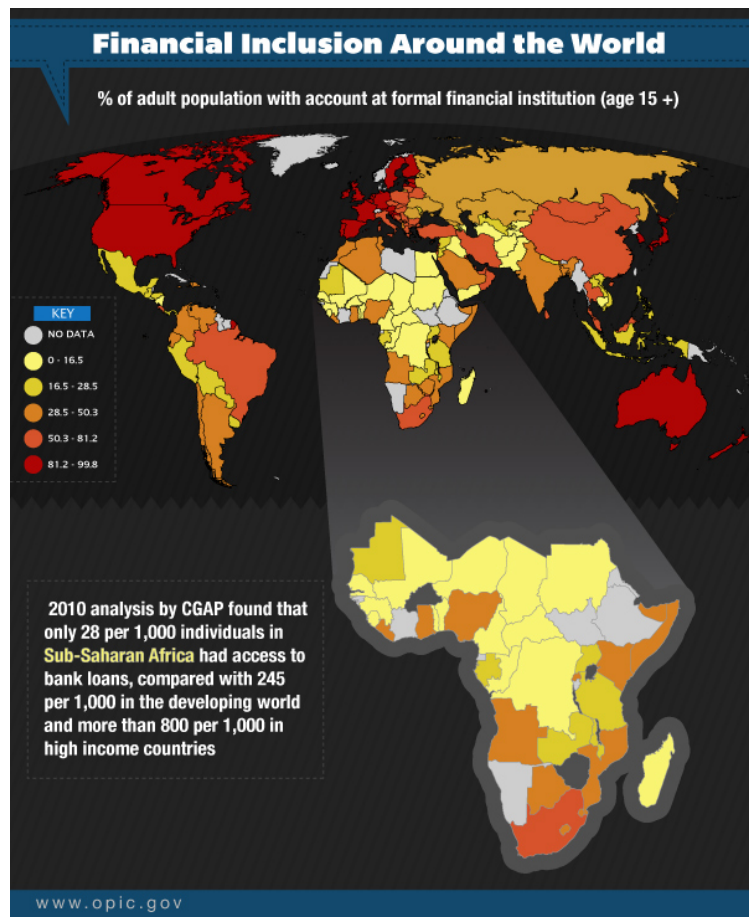 Financial Inclusion Around the World
% of adult population with account at formal financial institution (age 15 +)
KEY
NO DATA
0 - 16.5
16.5 - 28.5
28.5 - 50.3
50.3 - 81.2
81.2 - 99.8
2010 analysis by CGAP found that
only 28 per 1,000 individuals in
Sub-Saharan Africa had access to
bank loans, compared with 245
per 1,000 in the developing world
and more than 800 per 1,000 in
high income countries
www.opic.gov